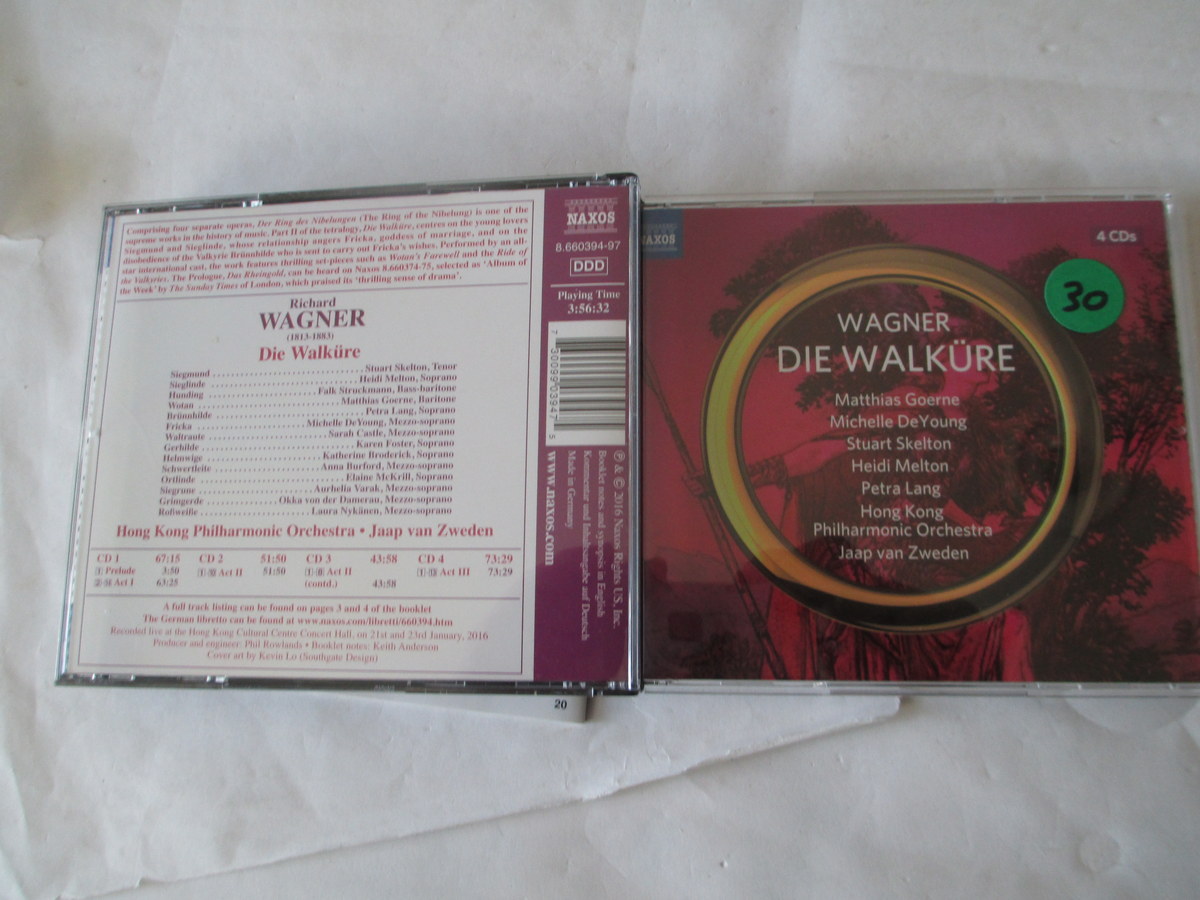 Comprising four separate operas, Der Ring des Nibelungen (The Ring of the Nibelung) is one of the
supreme works in the history of music. Part II of the tetralogy, Die Walküre, centres on the young lovers
Siegmund and Sieglinde, whose relationship angers Fricka, goddess of marriage, and on the
disobedience of the Valkyrie Brünnhilde who is sent to carry out Fricka's wishes. Performed by an all-
star international cast, the work features thrilling set-pieces such as Wotan's Farewell and the Ride of
the Valkyries. The Prologue, Das Rheingold, can be heard on Naxos 8.660374-75, selected as 'Album of
the Week' by The Sunday Times of London, which praised its 'thrilling sense of drama'.
Richard
WAGNER
(1813-1883)
Die Walküre
Siegmund Stuart Skelton, Tenor
Sieglinde Heidi Melton, Soprano
Hunding Falk Struckmann, Bass-baritone
Wotan Matthias Goerne, Baritone
Brünnhilde Petra Lang, Soprano
Fricka Michelle DeYoung, Mezzo-soprano
Waltraute Sarah Castle, Mezzo-soprano
Gerhilde Karen Foster, Soprano
Helmwige Katherine Broderick, Soprano
Schwertleite Anna Burford, Mezzo-soprano
Ortlinde Elaine McKrill, Soprano
Siegrune Aurhelia Varak, Mezzo-soprano
Grimgerde Okka von der Damerau, Mezzo-soprano
Roßweiße Laura Nykänen, Mezzo-soprano
Hong Kong Philharmonic Orchestra • Jaap van Zweden
CD 1 67:15 CD 2 51:50 CD 3 43:58 CD 4 73:29
1 Prelude 3:50 Act II 51:50 Act II Act III 73:29
Act I 63:25 (contd.) 43:58
A full track listing can be found on pages 3 and 4 of the booklet
The German libretto can be found at www.naxos.com/libretti/660394.htm
Recorded live at the Hong Kong Cultural Centre Concert Hall, on 21st and 23rd January, 2016
Producer and engineer: Phil Rowlands • Booklet notes: Keith Anderson
Cover art by Kevin Lo (Southgate Design)
NAXOS
8.660394-97
DDD
Playing Time
3:56:32
7 30099 03947 3
℗ & © 2016 Naxos Rights US, Inc.
Booklet notes and synopsis in English
Kommentar und Inhaltsangabe auf Deutsch
Made in Germany
www.naxos.com
20
NAXOS
4 CDs
30
WAGNER
DIE WALKÜRE
Matthias Goerne
Michelle DeYoung
Stuart Skelton
Heidi Melton
Petra Lang
Hong Kong
Philharmonic Orchestra
Jaap van Zweden